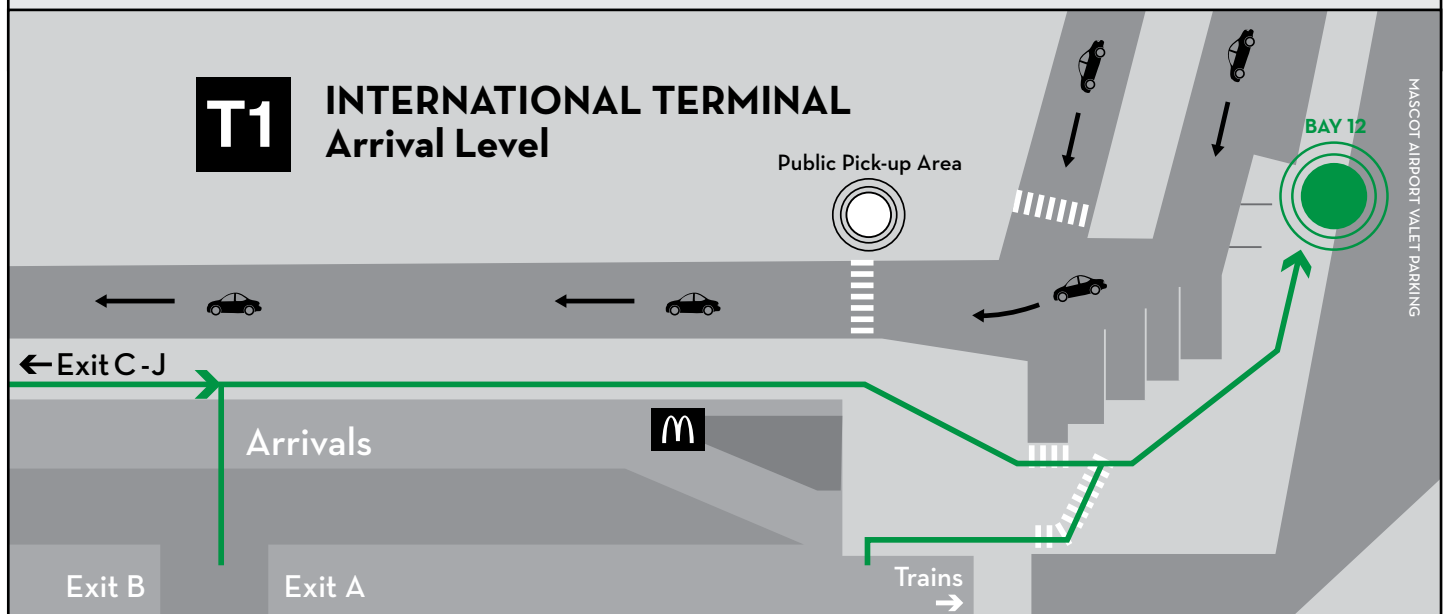 T1
INTERNATIONAL TERMINAL
Arrival Level
Public Pick-up Area
BAY 12
MASCOT AIRPORT VALET PARKING
Exit C-J
Arrivals
Exit B
Exit A
Trains